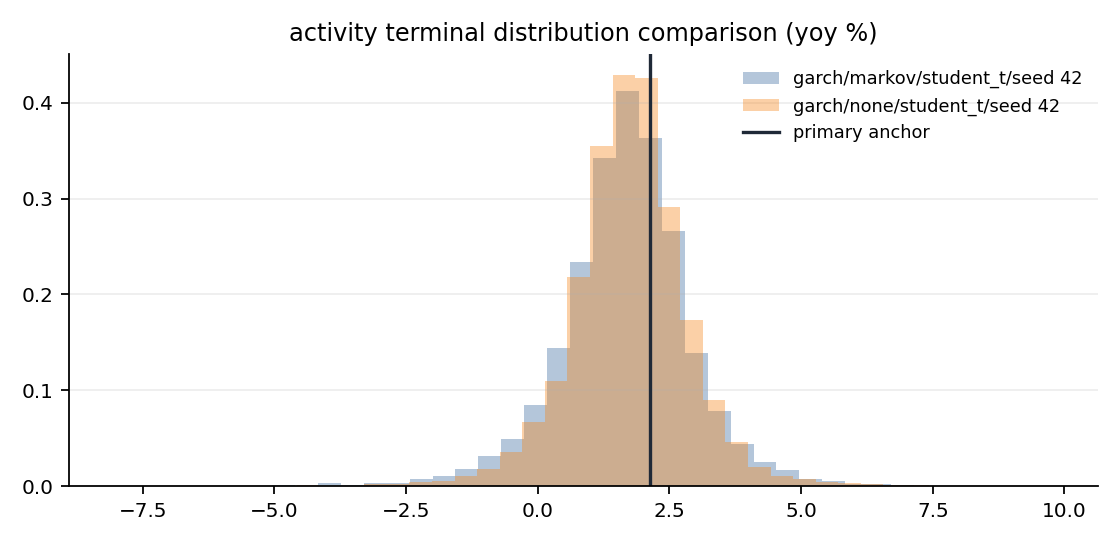 activity terminal distribution comparison (yoy %)
garch/markov/student_t/seed 42
garch/none/student_t/seed 42
primary anchor
0.4
0.3
0.2
0.1
0.0
−7.5 −5.0 −2.5 0.0 2.5 5.0 7.5 10.0